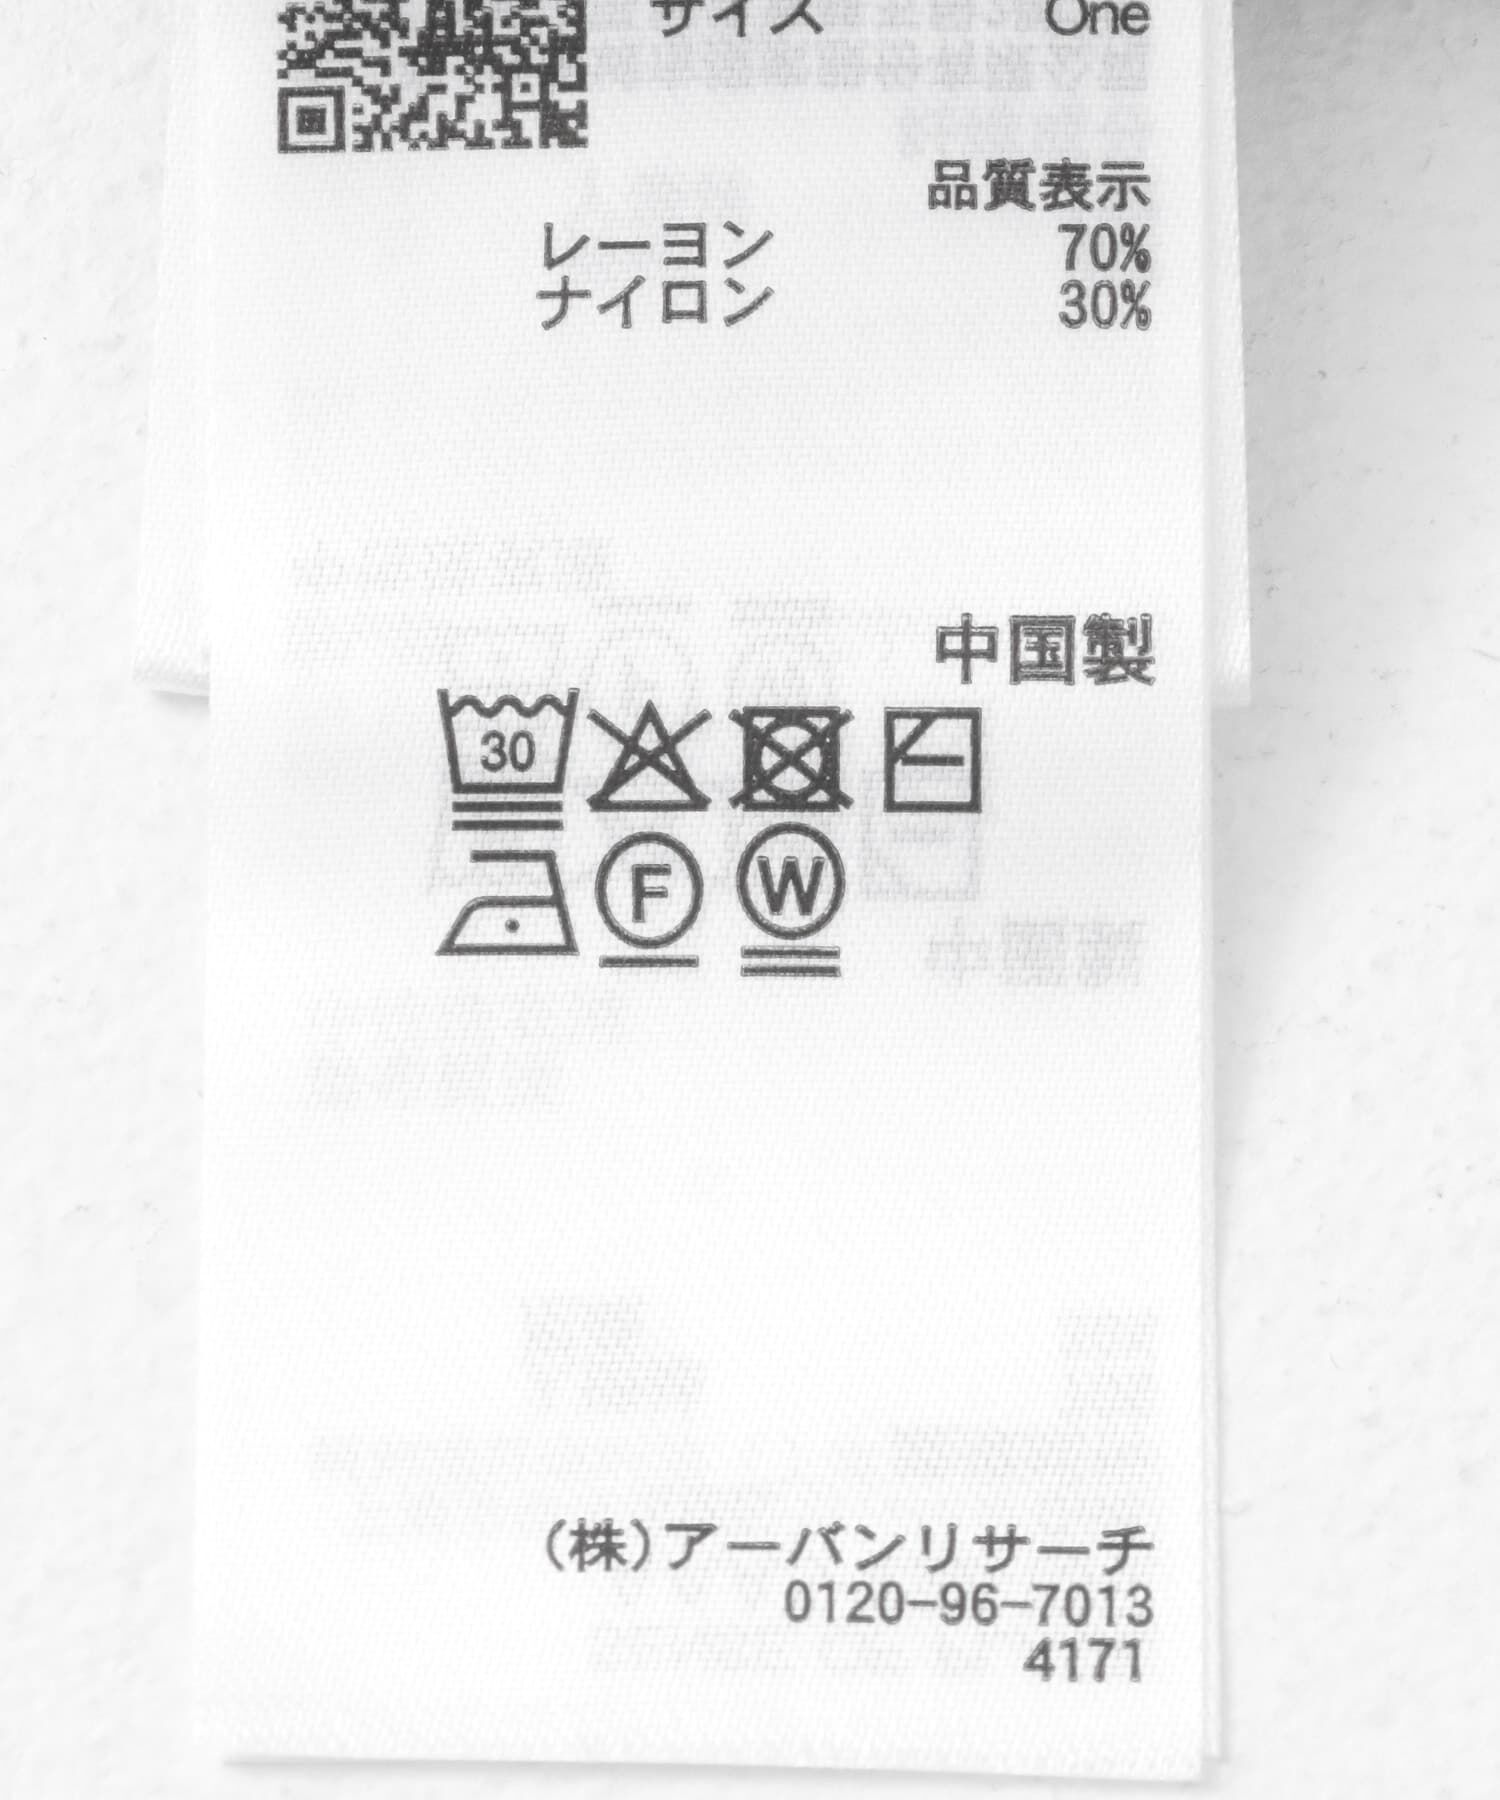 サイズ One
品質表示
レーヨン 70%
ナイロン 30%
中国製
30
F W
(株)アーバンリサーチ
0120-96-7013
4171